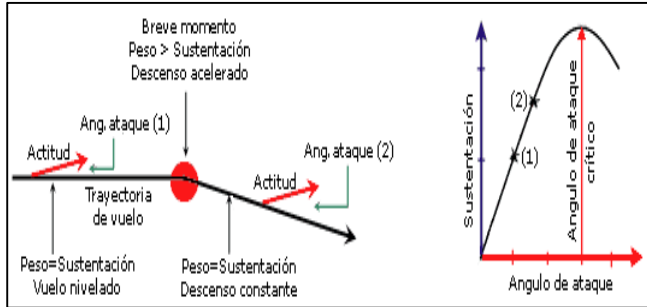 Breve momento
Peso > Sustentación
Descenso acelerado
Ang. ataque (1)
Actitud
Ang. ataque (2)
Actitud
Trayectoria
de vuelo
Peso=Sustentación
Vuelo nivelado
Peso=Sustentación
Descenso constante
Sustentación
(2)
(1)
Angulo de ataque
crítico
Angulo de ataque